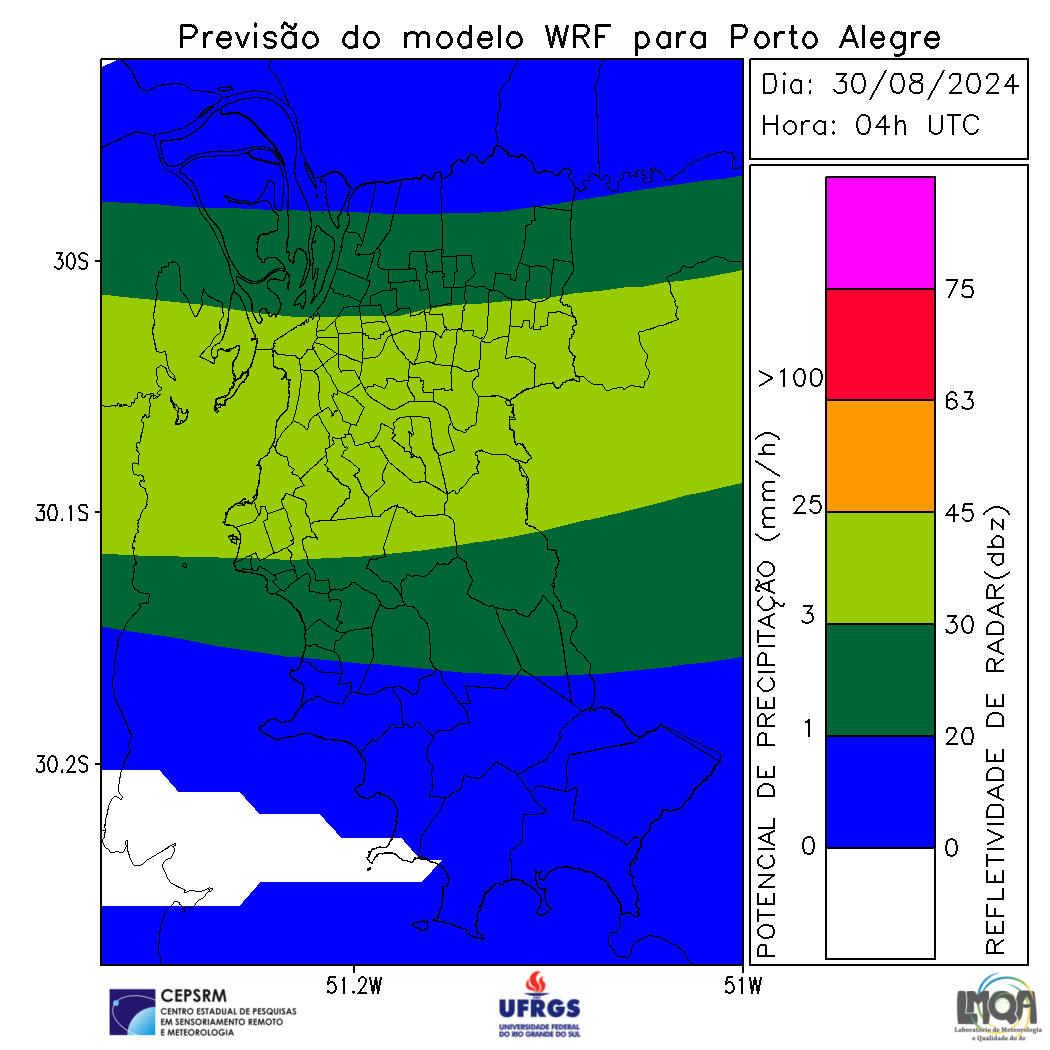 Previsão do modelo WRF para Porto Alegre
Dia: 30/08/2024
Hora: 04h UTC
30S
30.1S
30.2S
51.2W
51W
POTENCIAL DE PRECIPITAÇÃO (mm/h)
>100
25
3
1
0
75
63
45
30
20
0
REFLETIVIDADE DE RADAR(dbz)
CEPSRM
CENTRO ESTADUAL DE PESQUISAS
EM SENSORIAMENTO REMOTO
E METEOROLOGIA
UFRGS
UNIVERSIDADE FEDERAL
DO RIO GRANDE DO SUL
LMQA
Laboratório de Meteorologia
e Qualidade do Ar